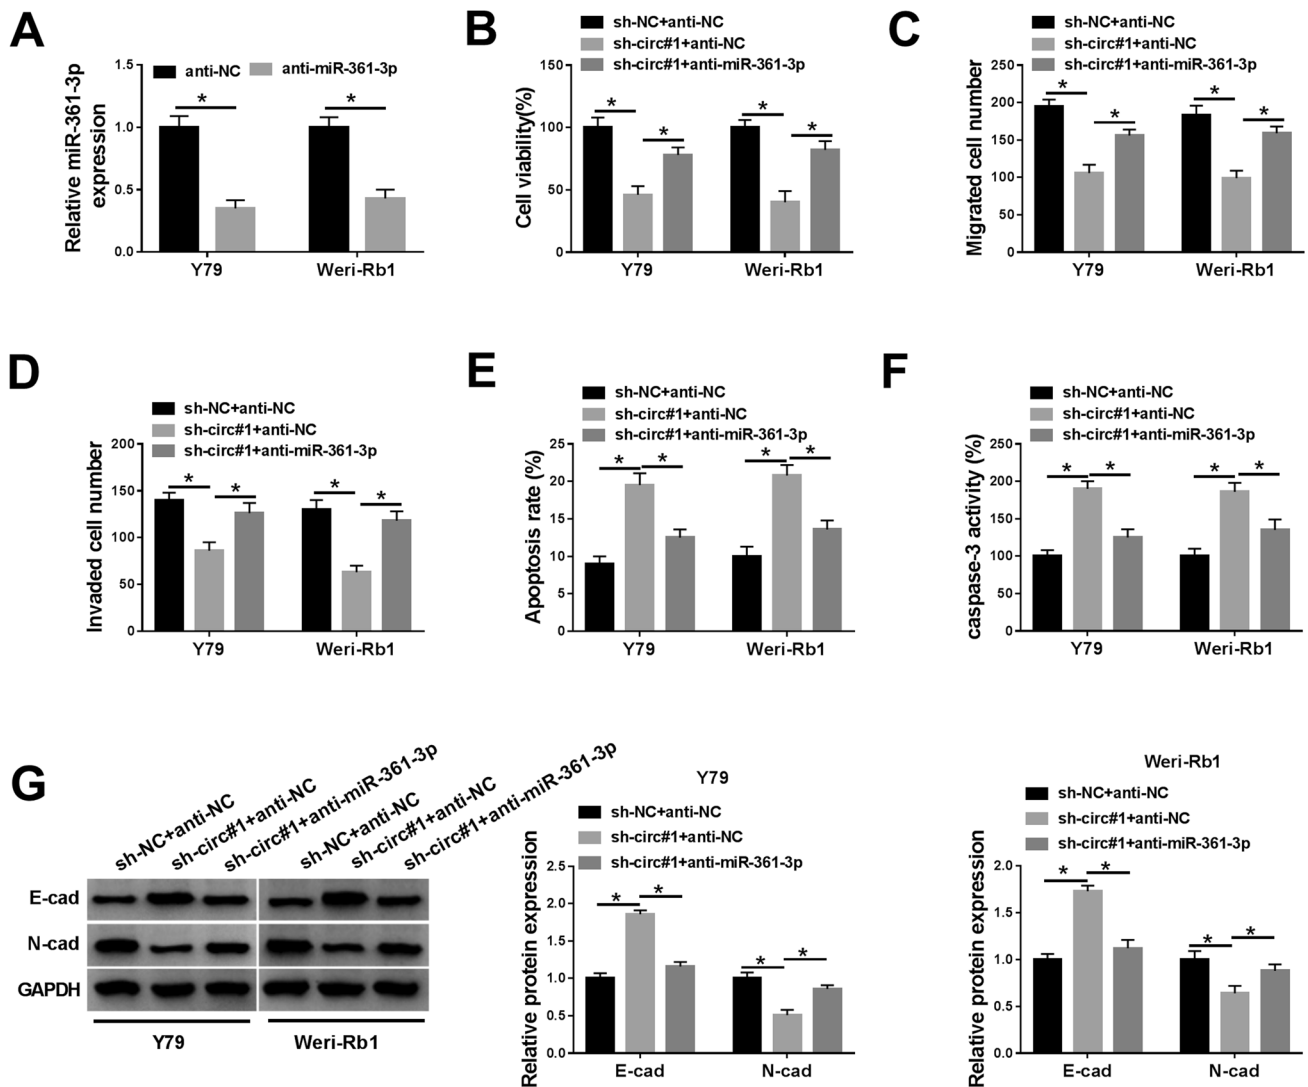 A
Relative miR-361-3p
expression
anti-NC
anti-miR-361-3p
1.5
1.0
0.5
0.0
*
*
Y79
Weri-Rb1
B
sh-NC+anti-NC
sh-circ#1+anti-NC
sh-circ#1+anti-miR-361-3p
Cell viability(%)
150
100
50
0
*
*
*
*
Y79
Weri-Rb1
C
sh-NC+anti-NC
sh-circ#1+anti-NC
sh-circ#1+anti-miR-361-3p
Migrated cell number
250
200
150
100
50
0
*
*
*
*
Y79
Weri-Rb1
D
sh-NC+anti-NC
sh-circ#1+anti-NC
sh-circ#1+anti-miR-361-3p
Invaded cell number
200
150
100
50
0
*
*
*
*
Y79
Weri-Rb1
E
sh-NC+anti-NC
sh-circ#1+anti-NC
sh-circ#1+anti-miR-361-3p
Apoptosis rate (%)
25
20
15
10
5
0
*
*
*
*
Y79
Weri-Rb1
F
sh-NC+anti-NC
sh-circ#1+anti-NC
sh-circ#1+anti-miR-361-3p
caspase-3 activity (%)
250
200
150
100
50
0
*
*
*
*
Y79
Weri-Rb1
G
sh-NC+anti-NC
sh-circ#1+anti-NC
sh-circ#1+anti-miR-361-3p
sh-NC+anti-NC
sh-circ#1+anti-NC
sh-circ#1+anti-miR-361-3p
E-cad
N-cad
GAPDH
Y79
Weri-Rb1
Y79
sh-NC+anti-NC
sh-circ#1+anti-NC
sh-circ#1+anti-miR-361-3p
Relative protein expression
2.5
2.0
1.5
1.0
0.5
0.0
*
*
*
*
E-cad
N-cad
Weri-Rb1
sh-NC+anti-NC
sh-circ#1+anti-NC
sh-circ#1+anti-miR-361-3p
Relative protein expression
2.0
1.5
1.0
0.5
0.0
*
*
*
*
E-cad
N-cad